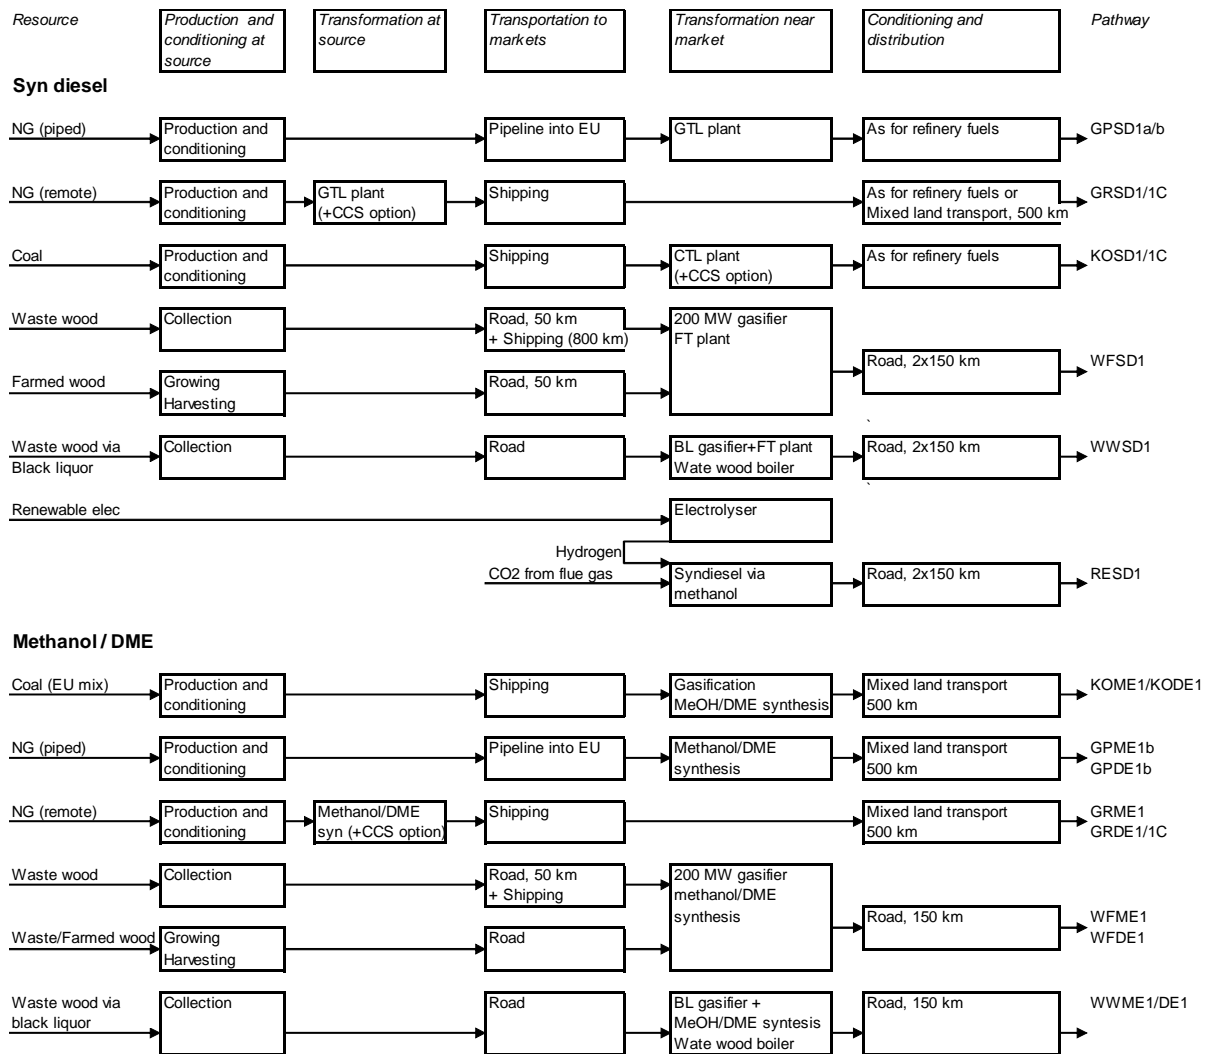 Resource
Production and
conditioning at
source
Transformation at
source
Transportation to
markets
Transformation near
market
Conditioning and
distribution
Pathway
Syn diesel
NG (piped)
Production and
conditioning
Pipeline into EU
GTL plant
As for refinery fuels
GPSD1a/b
NG (remote)
Production and
conditioning
GTL plant
(+CCS option)
Shipping
As for refinery fuels or
Mixed land transport, 500 km
GRSD1/1C
Coal
Production and
conditioning
Shipping
CTL plant
(+CCS option)
As for refinery fuels
KOSD1/1C
Waste wood
Collection
Road, 50 km
+ Shipping (800 km)
200 MW gasifier
FT plant
Road, 2x150 km
WFSD1
Farmed wood
Growing
Harvesting
Road, 50 km
`
Waste wood via
Black liquor
Collection
Road
BL gasifier+FT plant
Wate wood boiler
Road, 2x150 km
WWSD1
`
Renewable elec
Electrolyser
Hydrogen
CO2 from flue gas
Syndiesel via
methanol
Road, 2x150 km
RESD1
Methanol / DME
Coal (EU mix)
Production and
conditioning
Shipping
Gasification
MeOH/DME synthesis
Mixed land transport
500 km
KOME1/KODE1
NG (piped)
Production and
conditioning
Pipeline into EU
Methanol/DME
synthesis
Mixed land transport
500 km
GPME1b
GPDE1b
NG (remote)
Production and
conditioning
Methanol/DME
syn (+CCS option)
Shipping
Mixed land transport
500 km
GRME1
GRDE1/1C
Waste wood
Collection
Road, 50 km
+ Shipping
200 MW gasifier
methanol/DME
synthesis
Road, 150 km
WFME1
WFDE1
Waste/Farmed wood
Growing
Harvesting
Road
Waste wood via
black liquor
Collection
Road
BL gasifier +
MeOH/DME syntesis
Wate wood boiler
Road, 150 km
WWME1/DE1